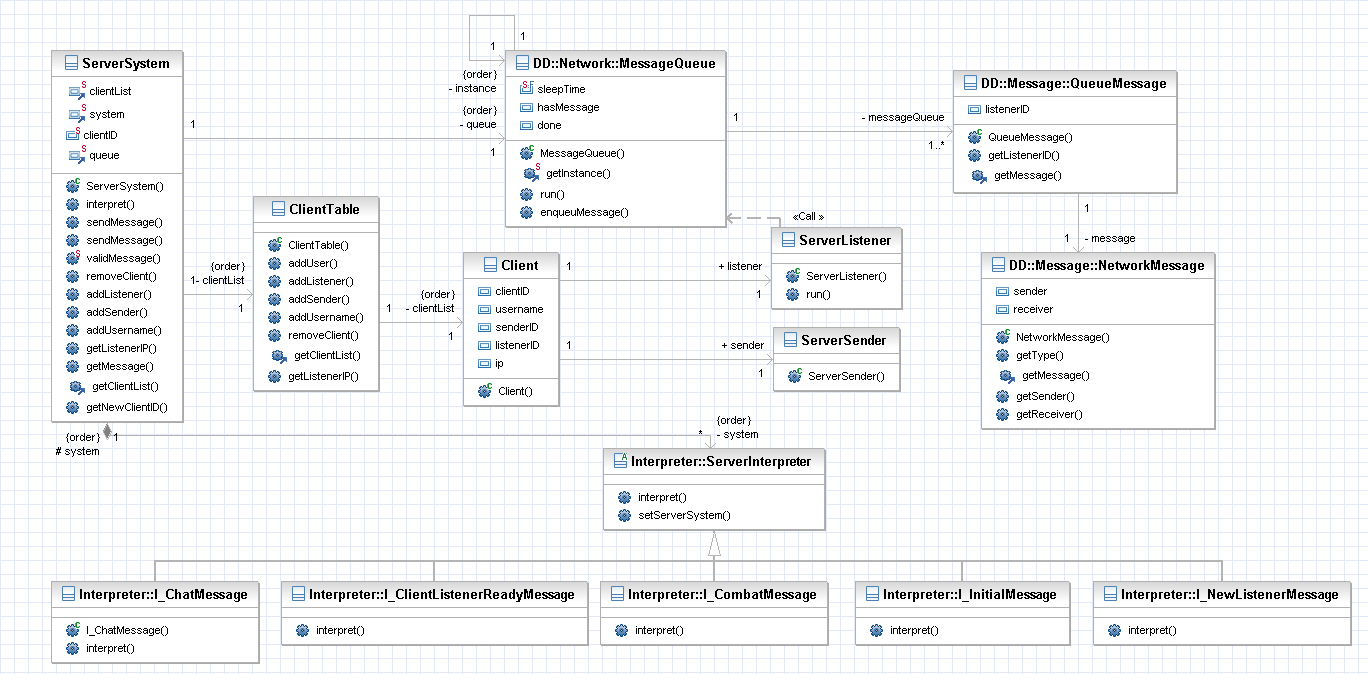 ServerSystem
clientList
system
clientID
queue
ServerSystem()
interpret()
sendMessage()
sendMessage()
validMessage()
removeClient()
addListener()
addSender()
addUsername()
getListenerIP()
getMessage()
getClientList()
getNewClientID()
{order}
# system
1
1
{order}
- queue
1
1
1
{order}
- instance
DD::Network::MessageQueue
sleepTime
hasMessage
done
MessageQueue()
getInstance()
run()
enqueuMessage()
1
- messageQueue
1..*
DD::Message::QueueMessage
listenerID
QueueMessage()
getListenerID()
getMessage()
1
1
- message
DD::Message::NetworkMessage
sender
receiver
NetworkMessage()
getType()
getMessage()
getSender()
getReceiver()
{order}
1- clientList
1
ClientTable
ClientTable()
addUser()
addListener()
addSender()
addUsername()
removeClient()
getClientList()
getListenerIP()
1
{order}
- clientList
1
Client
clientID
username
senderID
listenerID
ip
Client()
1
+ listener
1
«Call »
ServerListener
ServerListener()
run()
1
+ sender
1
ServerSender
ServerSender()
*
{order}
- system
Interpreter::ServerInterpreter
interpret()
setServerSystem()
Interpreter::I_ChatMessage
I_ChatMessage()
interpret()
Interpreter::I_ClientListenerReadyMessage
interpret()
Interpreter::I_CombatMessage
interpret()
Interpreter::I_InitialMessage
interpret()
Interpreter::I_NewListenerMessage
interpret()